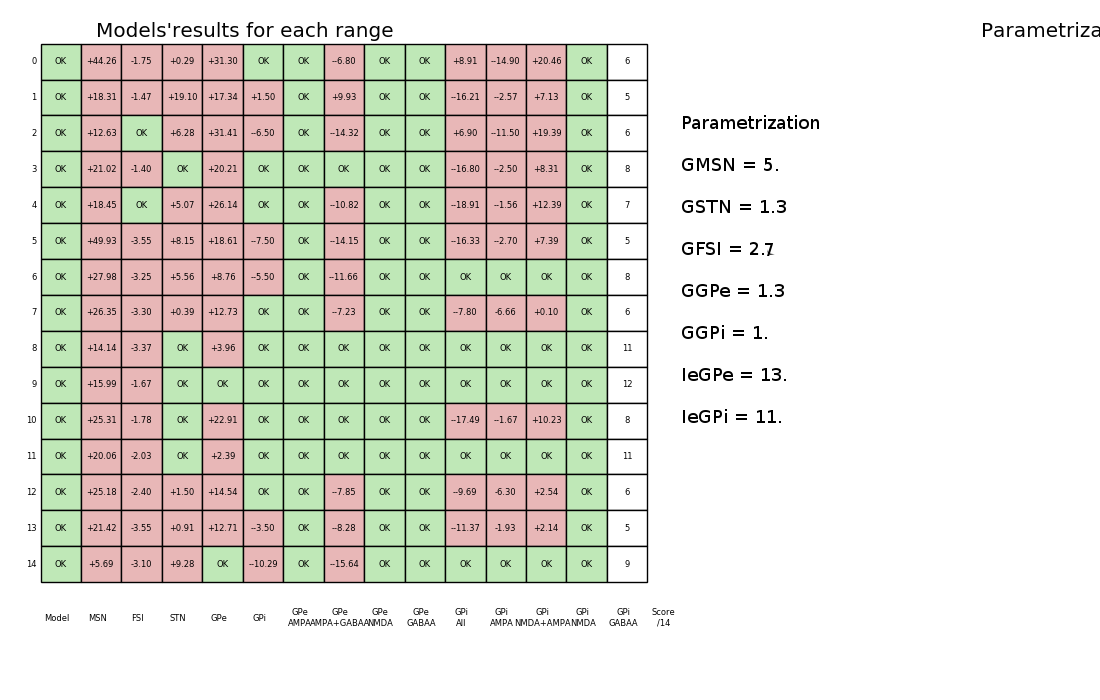 Models'results for each range
Parametriza
0 OK +44.26 -1.75 +0.29 +31.30 OK OK --6.80 OK OK +8.91 --14.90 +20.46 OK 6
1 OK +18.31 -1.47 +19.10 +17.34 +1.50 OK +9.93 OK OK --16.21 --2.57 +7.13 OK 5
2 OK +12.63 OK +6.28 +31.41 --6.50 OK --14.32 OK OK +6.90 --11.50 +19.39 OK 6
3 OK +21.02 -1.40 OK +20.21 OK OK OK OK OK --16.80 --2.50 +8.31 OK 8
4 OK +18.45 OK +5.07 +26.14 OK OK --10.82 OK OK --18.91 --1.56 +12.39 OK 7
5 OK +49.93 -3.55 +8.15 +18.61 --7.50 OK --14.15 OK OK --16.33 --2.70 +7.39 OK 5
6 OK +27.98 -3.25 +5.56 +8.76 --5.50 OK --11.66 OK OK OK OK OK OK 8
7 OK +26.35 -3.30 +0.39 +12.73 OK OK --7.23 OK OK --7.80 -6.66 +0.10 OK 6
8 OK +14.14 -3.37 OK +3.96 OK OK OK OK OK OK OK OK OK 11
9 OK +15.99 -1.67 OK OK OK OK OK OK OK OK OK OK OK 12
10 OK +25.31 -1.78 OK +22.91 OK OK OK OK OK --17.49 --1.67 +10.23 OK 8
11 OK +20.06 -2.03 OK +2.39 OK OK OK OK OK OK OK OK OK 11
12 OK +25.18 -2.40 +1.50 +14.54 OK OK --7.85 OK OK --9.69 -6.30 +2.54 OK 6
13 OK +21.42 -3.55 +0.91 +12.71 --3.50 OK --8.28 OK OK --11.37 -1.93 +2.14 OK 5
14 OK +5.69 -3.10 +9.28 OK --10.29 OK --15.64 OK OK OK OK OK OK 9
Model MSN FSI STN GPe GPi GPe AMPA GPe AMPA+GABAA GPe NMDA GPe GABAA GPi All GPi AMPA GPi NMDA+AMPA GPi NMDA GPi GABAA Score /14
Parametrization
GMSN = 5.
GSTN = 1.3
GFSI = 2.
GGPe = 1.3
GGPi = 1.
IeGPe = 13.
IeGPi = 11.